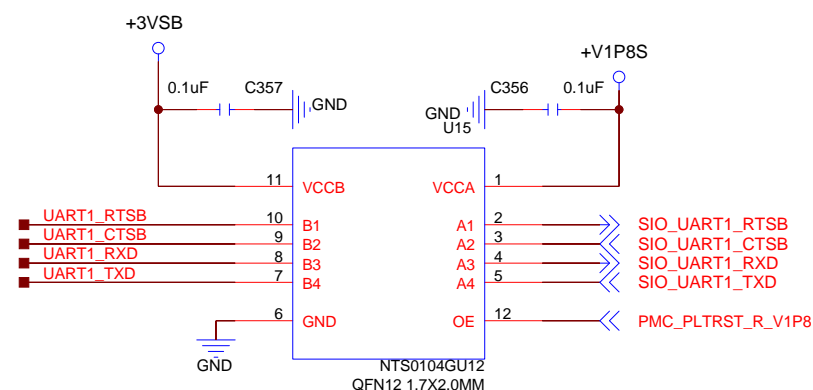 +3VSB
+V1P8S
0.1uF C357
C356 0.1uF
GND
GND
U15
11 VCCB VCCA 1
UART1_RTSB 10 B1 A1 2 SIO_UART1_RTSB
UART1_CTSB 9 B2 A2 3 SIO_UART1_CTSB
UART1_RXD 8 B3 A3 4 SIO_UART1_RXD
UART1_TXD 7 B4 A4 5 SIO_UART1_TXD
6 GND OE 12 PMC_PLTRST_R_V1P8
GND
NTS0104GU12
QFN12 1.7X2.0MM